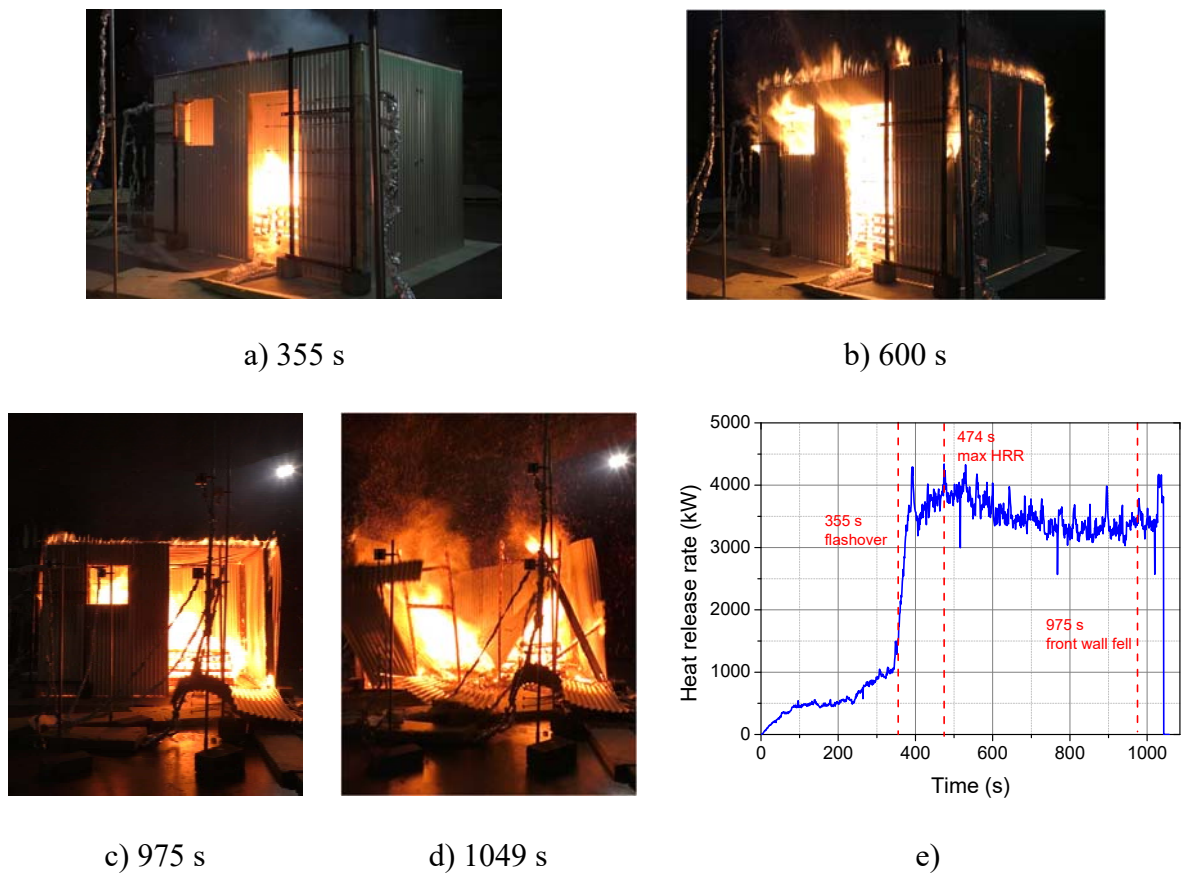 a) 355 s
b) 600 s
c) 975 s
d) 1049 s
5000
4000
3000
2000
1000
0
Heat release rate (kW)
474 s
max HRR
355 s
flashover
975 s
front wall fell
0
200
400
600
800
1000
Time (s)
e)